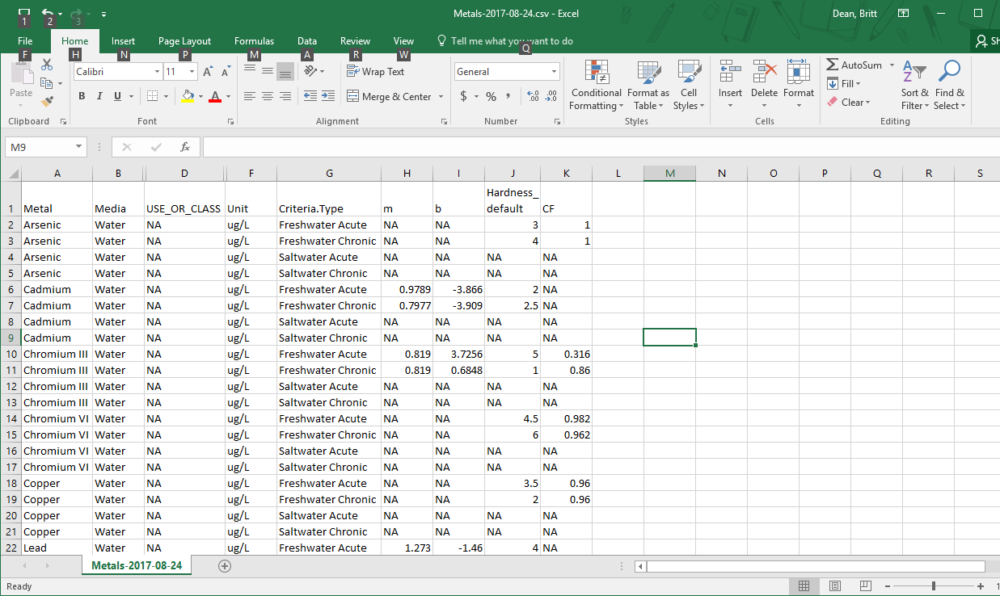 Metals-2017-08-24.csv - Excel
Dean, Britt
1 2 3
File Home Insert Page Layout Formulas Data Review View Tell me what you want to do Sh
F H N P M A R W Q
Calibri 11 Wrap Text General AutoSum
Paste B I U Merge & Center $ % , Conditional Formatting Format as Table Cell Styles Insert Delete Format Fill Clear Sort & Filter Find & Select
Clipboard Font Alignment Number Styles Cells Editing
M9 fx
A B D F G H I J K L M N O P Q R S
1 Metal Media USE_OR_CLASS Unit Criteria.Type m b Hardness_default CF
2 Arsenic Water NA ug/L Freshwater Acute NA NA 3 1
3 Arsenic Water NA ug/L Freshwater Chronic NA NA 4 1
4 Arsenic Water NA ug/L Saltwater Acute NA NA NA NA
5 Arsenic Water NA ug/L Saltwater Chronic NA NA NA NA
6 Cadmium Water NA ug/L Freshwater Acute 0.9789 -3.866 2 NA
7 Cadmium Water NA ug/L Freshwater Chronic 0.7977 -3.909 2.5 NA
8 Cadmium Water NA ug/L Saltwater Acute NA NA NA NA
9 Cadmium Water NA ug/L Saltwater Chronic NA NA NA NA
10 Chromium III Water NA ug/L Freshwater Acute 0.819 3.7256 5 0.316
11 Chromium III Water NA ug/L Freshwater Chronic 0.819 0.6848 1 0.86
12 Chromium III Water NA ug/L Saltwater Acute NA NA NA NA
13 Chromium III Water NA ug/L Saltwater Chronic NA NA NA NA
14 Chromium VI Water NA ug/L Freshwater Acute NA NA 4.5 0.982
15 Chromium VI Water NA ug/L Freshwater Chronic NA NA 6 0.962
16 Chromium VI Water NA ug/L Saltwater Acute NA NA NA NA
17 Chromium VI Water NA ug/L Saltwater Chronic NA NA NA NA
18 Copper Water NA ug/L Freshwater Acute NA NA 3.5 0.96
19 Copper Water NA ug/L Freshwater Chronic NA NA 2 0.96
20 Copper Water NA ug/L Saltwater Acute NA NA NA NA
21 Copper Water NA ug/L Saltwater Chronic NA NA NA NA
22 Lead Water NA ug/L Freshwater Acute 1.273 -1.46 4 NA
Metals-2017-08-24
Ready